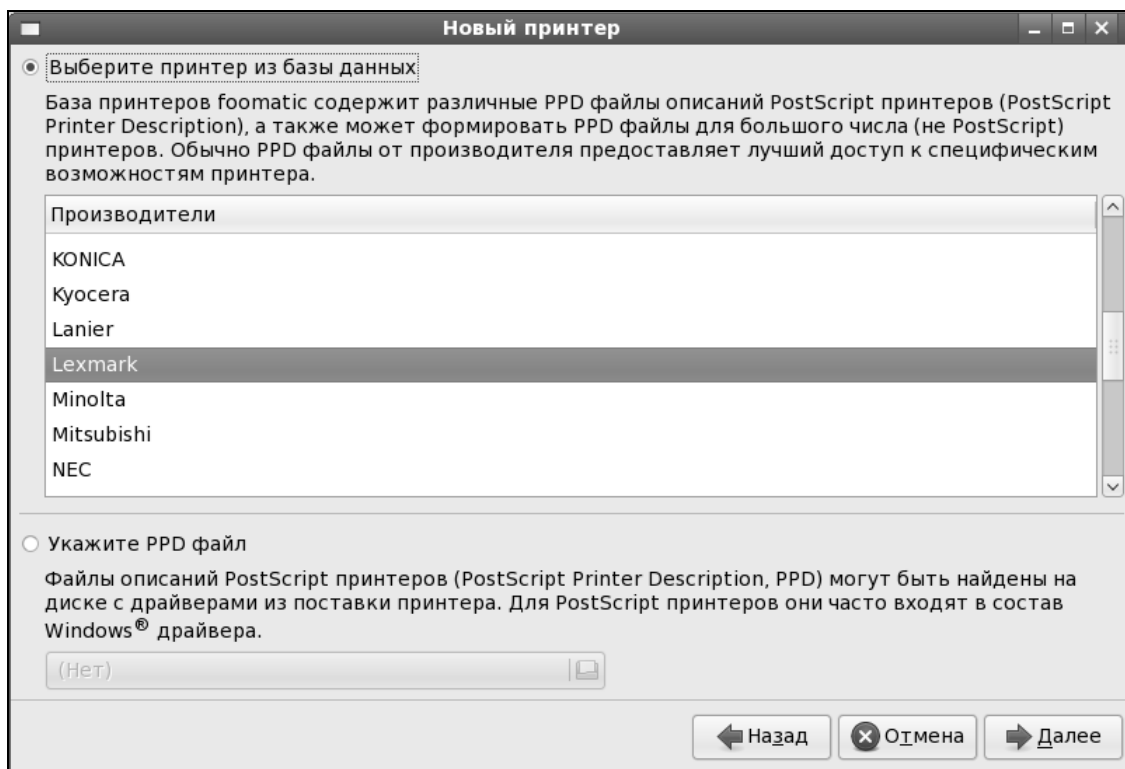 Новый принтер
Выберите принтер из базы данных
База принтеров foomatic содержит различные PPD файлы описаний PostScript принтеров (PostScript
Printer Description), а также может формировать PPD файлы для большого числа (не PostScript)
принтеров. Обычно PPD файлы от производителя предоставляет лучший доступ к специфическим
возможностям принтера.
Производители
KONICA
Kyocera
Lanier
Lexmark
Minolta
Mitsubishi
NEC
Укажите PPD файл
Файлы описаний PostScript принтеров (PostScript Printer Description, PPD) могут быть найдены на
диске с драйверами из поставки принтера. Для PostScript принтеров они часто входят в состав
Windows® драйвера.
(Нет)
Назад
Отмена
Далее